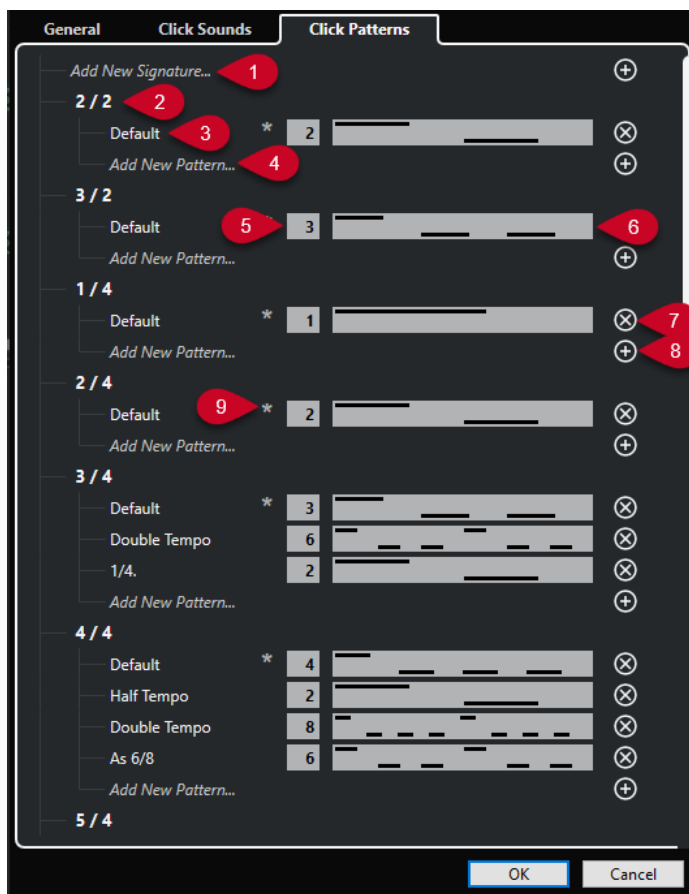 General Click Sounds Click Patterns
Add New Signature... 1
2 / 2 2
Default 3 * 2
Add New Pattern... 4
3 / 2
Default 5 3 6
Add New Pattern...
1 / 4
Default * 1 7
Add New Pattern... 8
2 / 4
Default 9 * 2
Add New Pattern...
3 / 4
Default * 3
Double Tempo 6
1/4. 2
Add New Pattern...
4 / 4
Default * 4
Half Tempo 2
Double Tempo 8
As 6/8 6
Add New Pattern...
5 / 4
OK Cancel